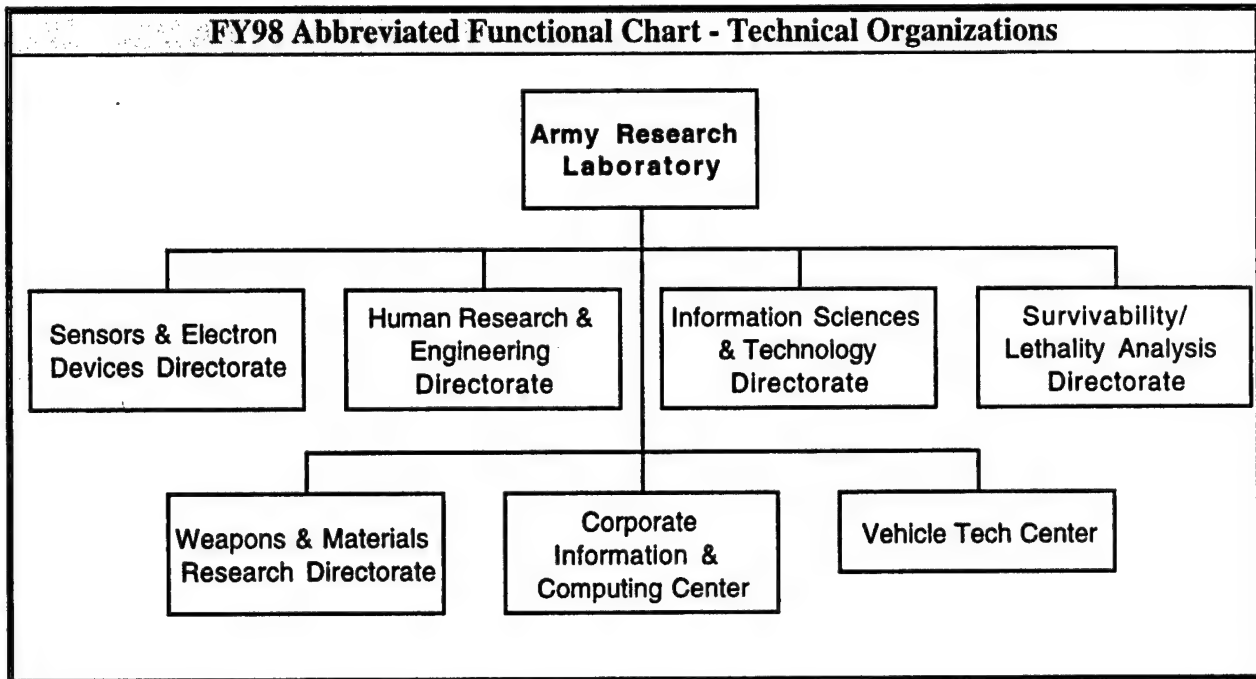 FY98 Abbreviated Functional Chart - Technical Organizations
Army Research
Laboratory
Sensors & Electron
Devices Directorate
Human Research &
Engineering
Directorate
Information Sciences
& Technology
Directorate
Survivability/
Lethality Analysis
Directorate
Weapons & Materials
Research Directorate
Corporate
Information &
Computing Center
Vehicle Tech Center